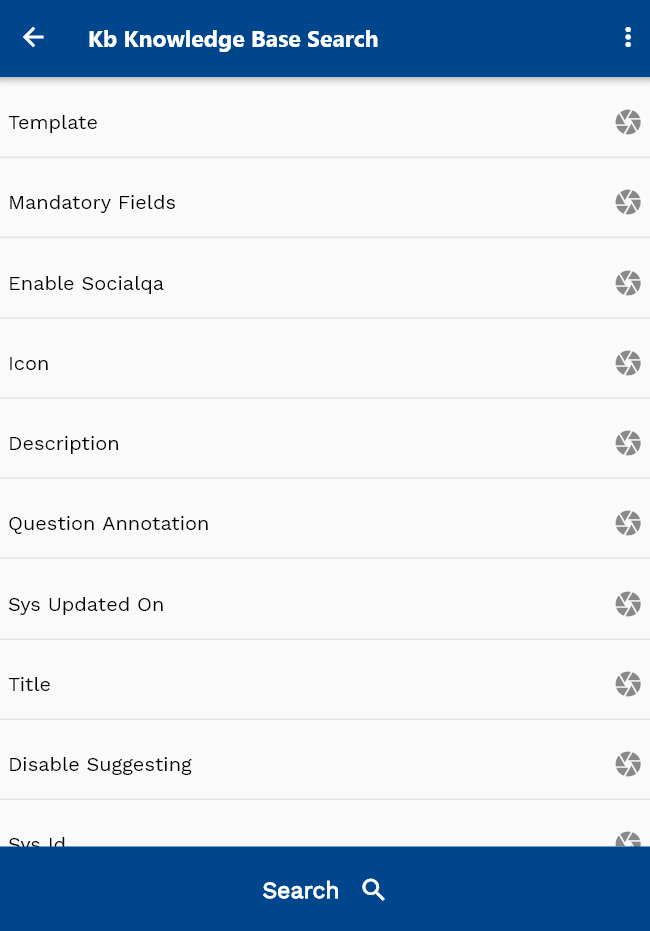 Kb Knowledge Base Search
Template
Mandatory Fields
Enable Socialqa
Icon
Description
Question Annotation
Sys Updated On
Title
Disable Suggesting
Sys Id
Search